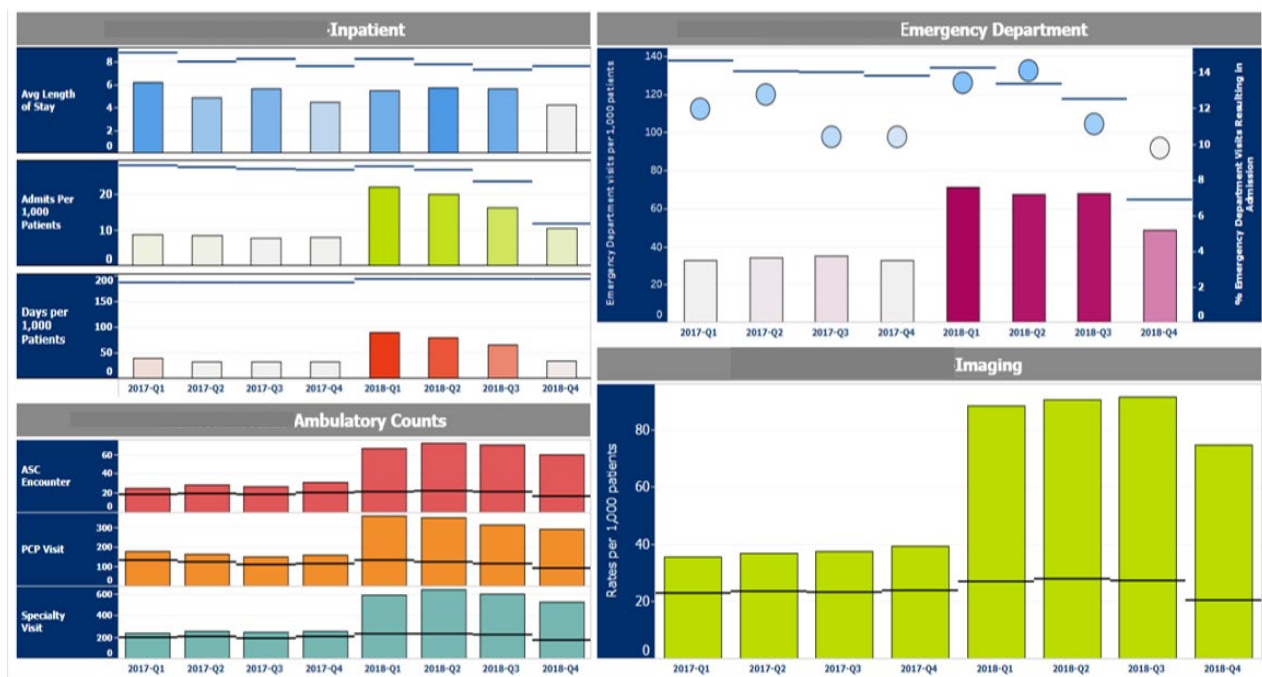 Inpatient
Avg Length
of Stay
8
6
4
2
0
Admits Per
1,000
Patients
20
10
0
Days per
1,000
Patients
200
150
100
50
0
2017-Q1 2017-Q2 2017-Q3 2017-Q4 2018-Q1 2018-Q2 2018-Q3 2018-Q4
Ambulatory Counts
ASC
Encounter
60
40
20
0
PCP Visit
300
200
100
0
Specialty
Visit
600
400
200
0
2017-Q1 2017-Q2 2017-Q3 2017-Q4 2018-Q1 2018-Q2 2018-Q3 2018-Q4
Emergency Department
Emergency Department visits per 1,000 patients
140
120
100
80
60
40
20
0
14
12
10
8
6
4
2
0
% Emergency Department Visits Resulting in
Admission
2017-Q1 2017-Q2 2017-Q3 2017-Q4 2018-Q1 2018-Q2 2018-Q3 2018-Q4
Imaging
Rates per 1,000 patients
80
60
40
20
0
2017-Q1 2017-Q2 2017-Q3 2017-Q4 2018-Q1 2018-Q2 2018-Q3 2018-Q4